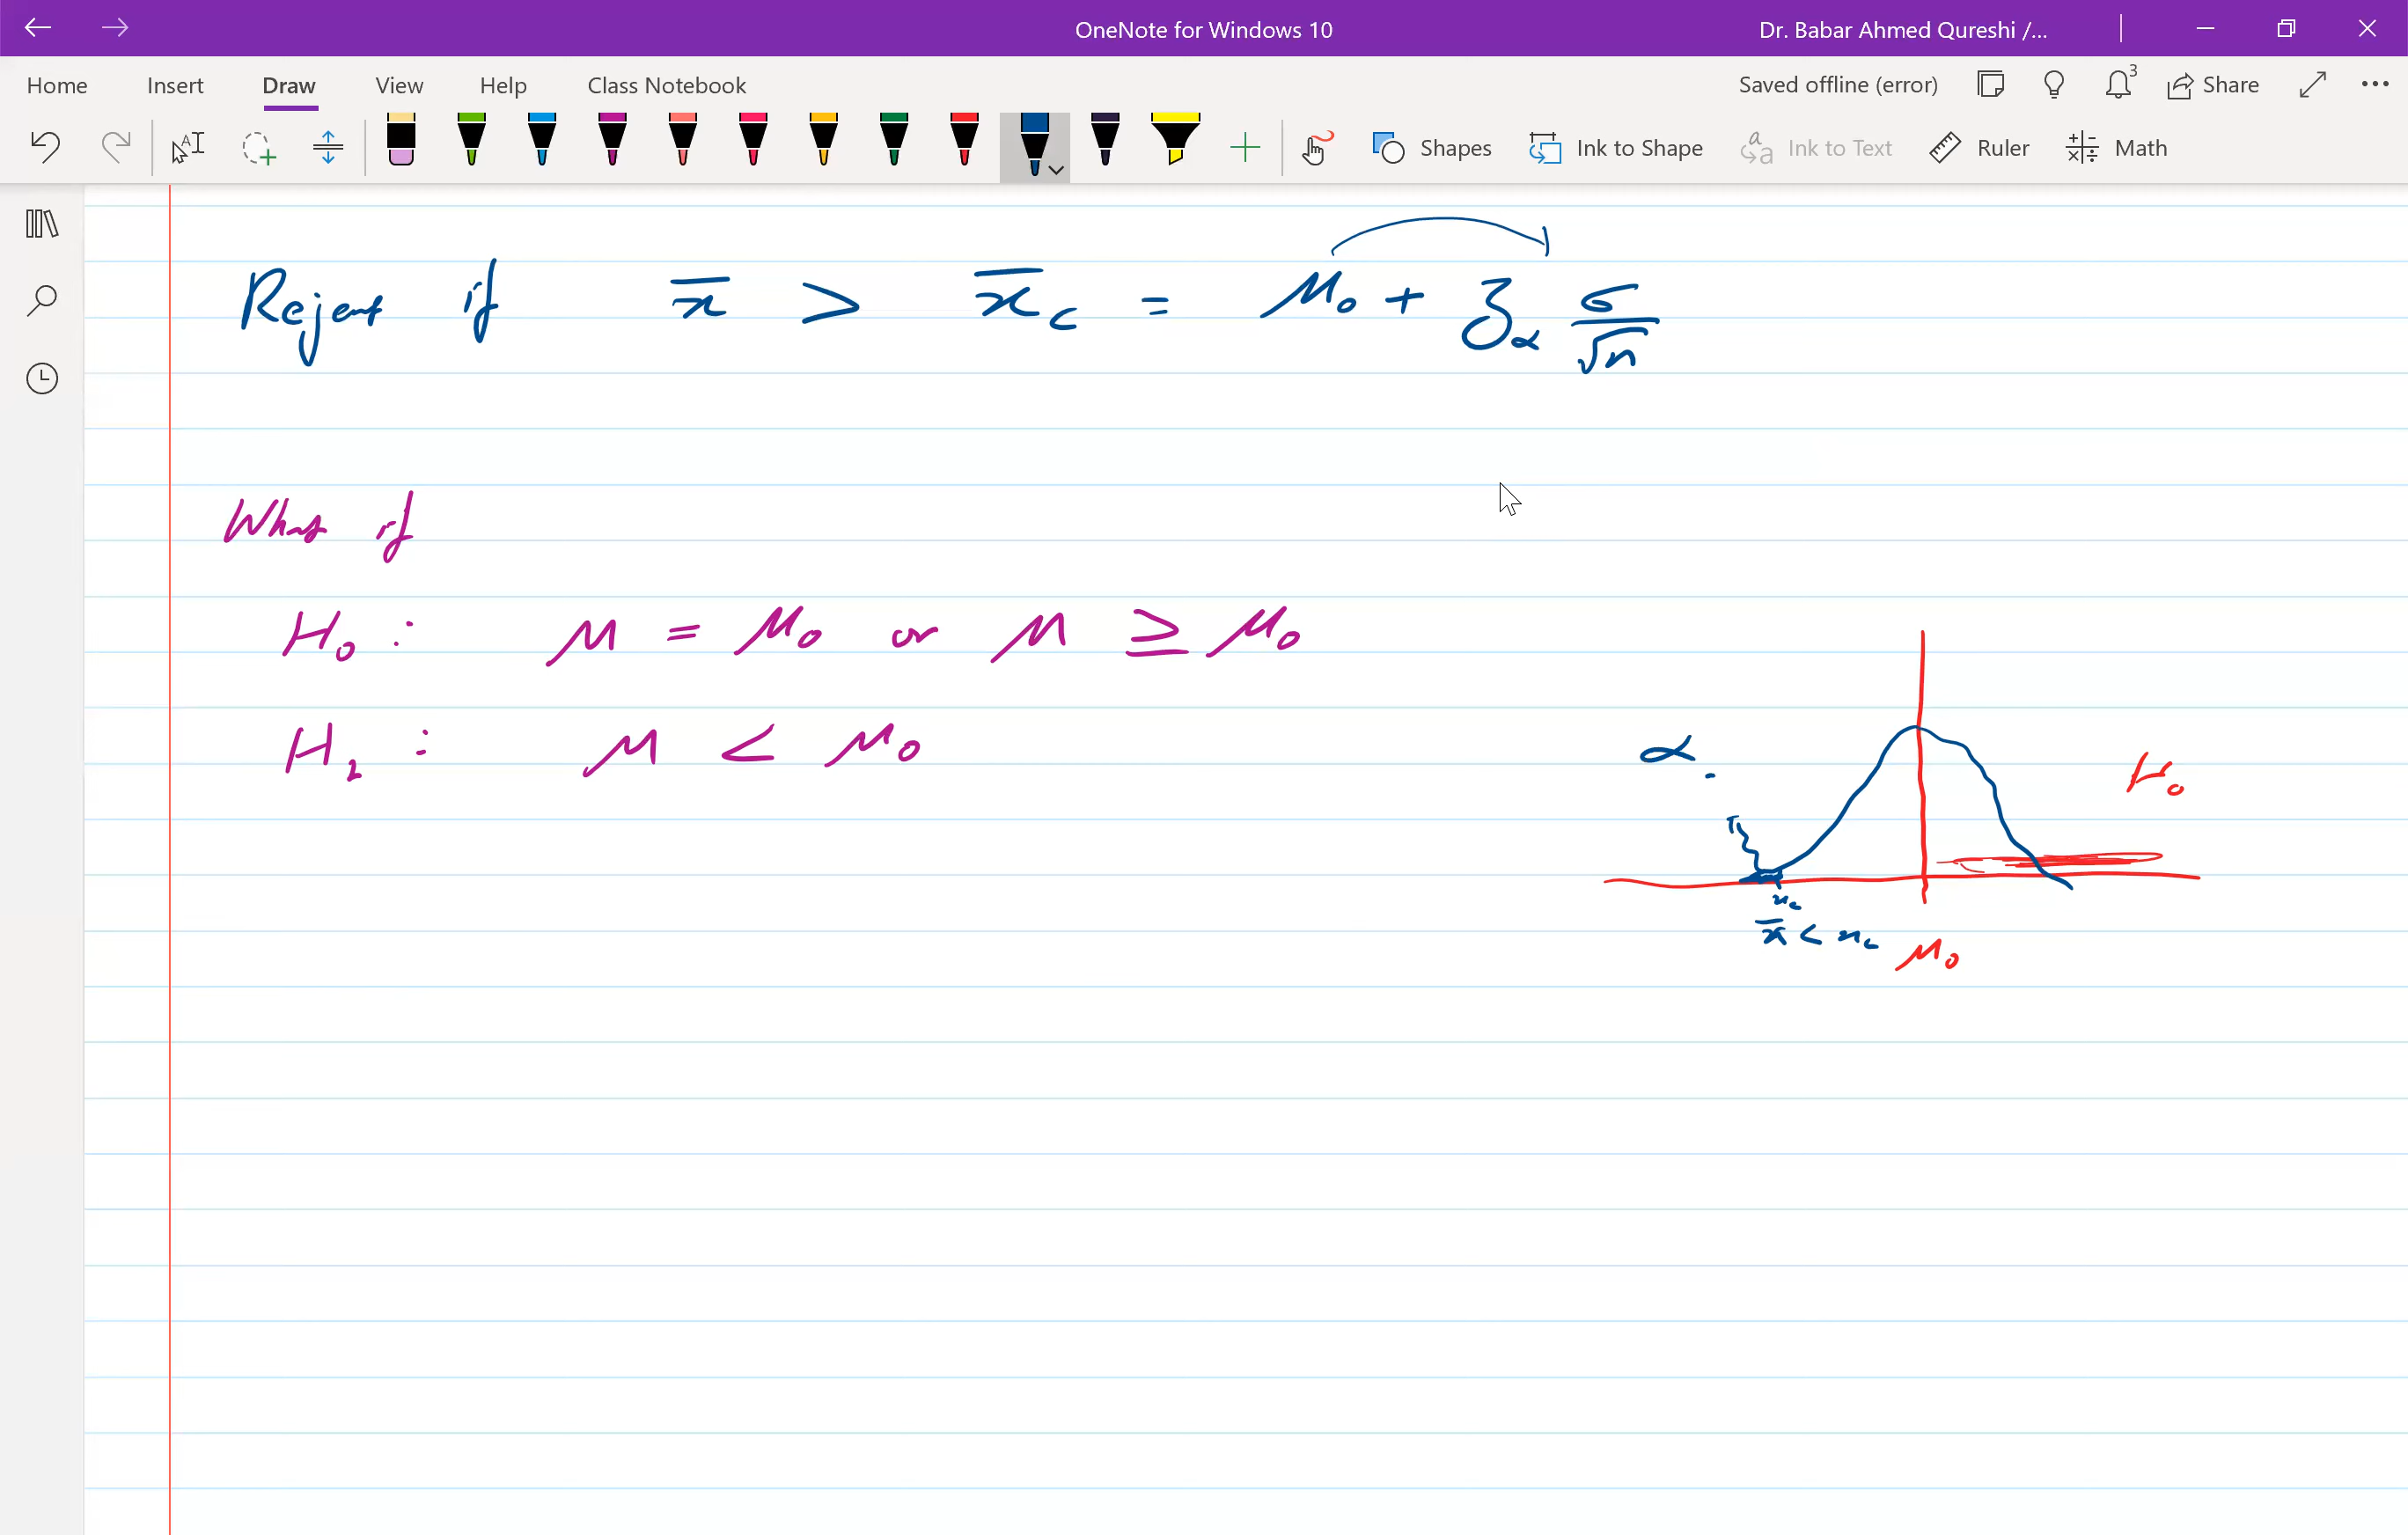 OneNote for Windows 10 Dr. Babar Ahmed Qureshi /...
Home Insert Draw View Help Class Notebook Saved offline (error) 3 Share
Shapes Ink to Shape Ink to Text Ruler Math
Reject if x̄ > x̄c = μ₀ + zα σ/√n
What if
H₀ : μ = μ₀ or μ ≥ μ₀
H₁ : μ < μ₀
α.
H₀
xc
x̄ < xc
μ₀